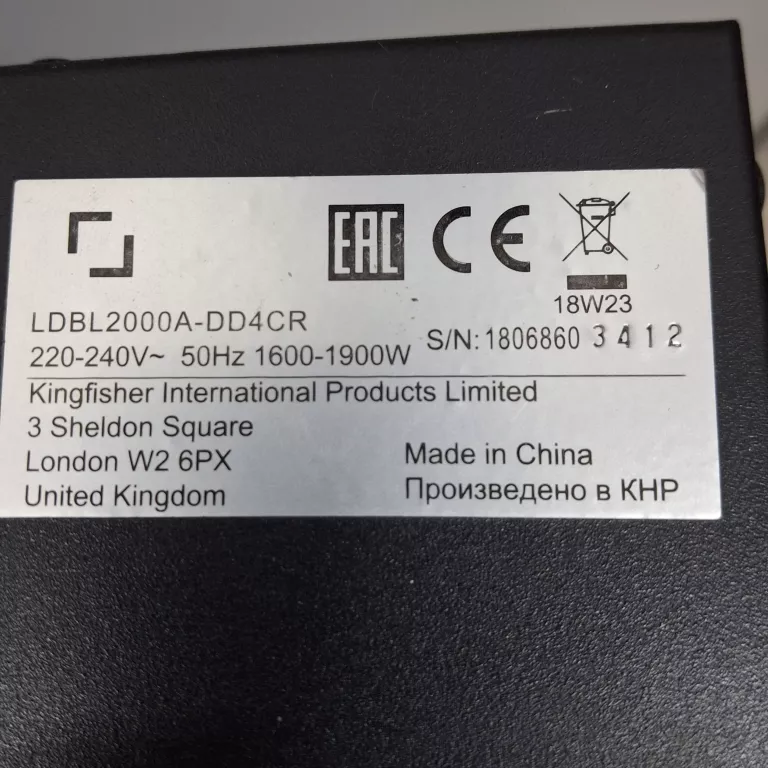 EAC CE
18W23
LDBL2000A-DD4CR
220-240V~ 50Hz 1600-1900W
S/N: 1806860 3412
Kingfisher International Products Limited
3 Sheldon Square
London W2 6PX
United Kingdom
Made in China
Произведено в КНР